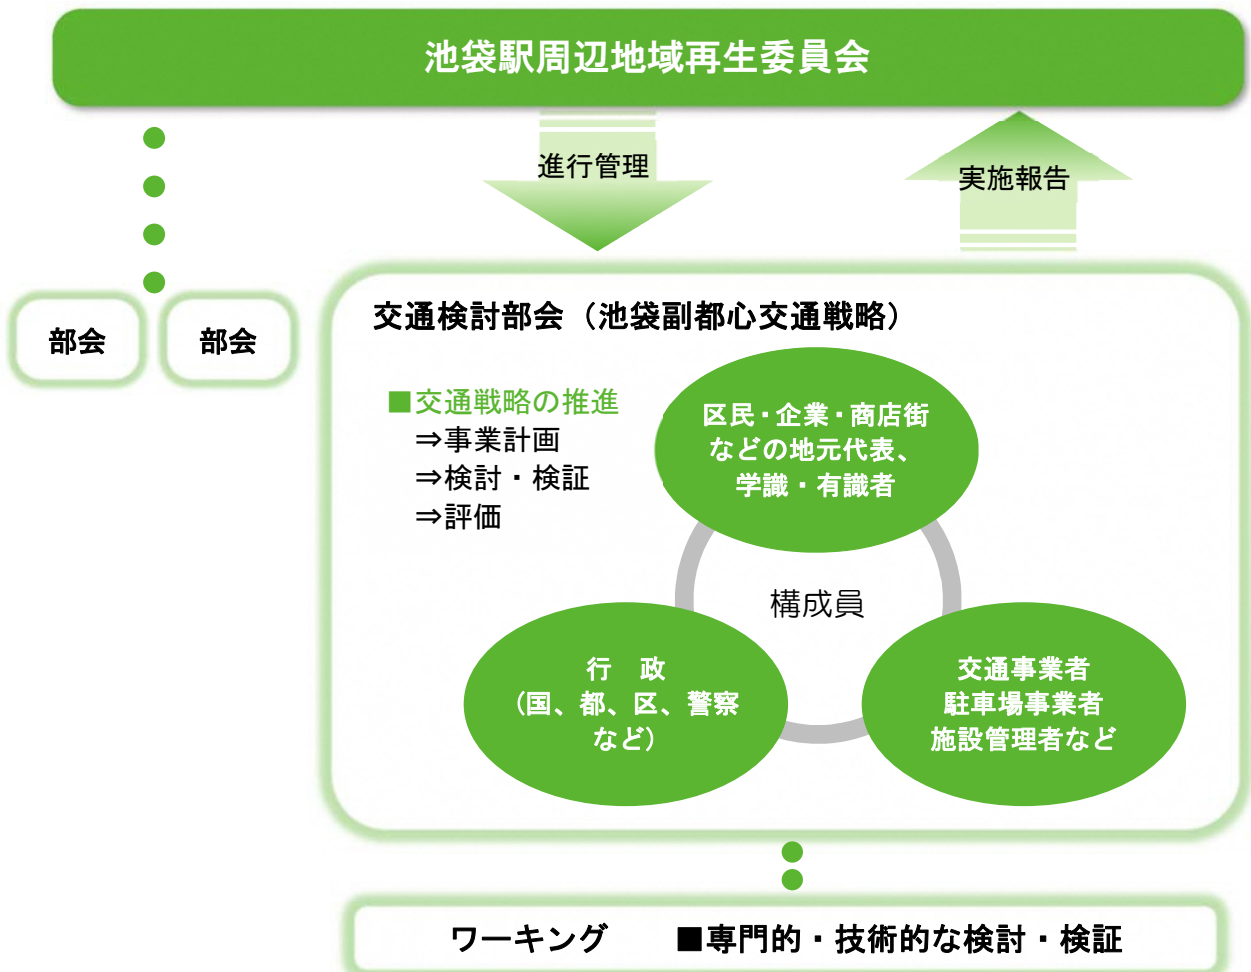 池袋駅周辺地域再生委員会
進行管理
実施報告
部会
部会
交通検討部会（池袋副都心交通戦略）
■交通戦略の推進
⇒事業計画
⇒検討・検証
⇒評価
区民・企業・商店街
などの地元代表、
学識・有識者
構成員
行　政
（国、都、区、警察
など）
交通事業者
駐車場事業者
施設管理者など
ワーキング　　■専門的・技術的な検討・検証